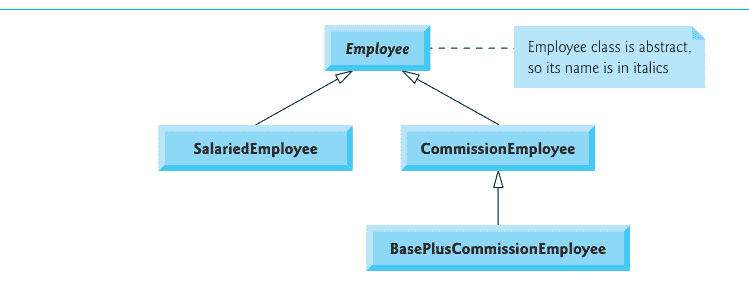 Employee
Employee class is abstract,
so its name is in italics
SalariedEmployee
CommissionEmployee
BasePlusCommissionEmployee